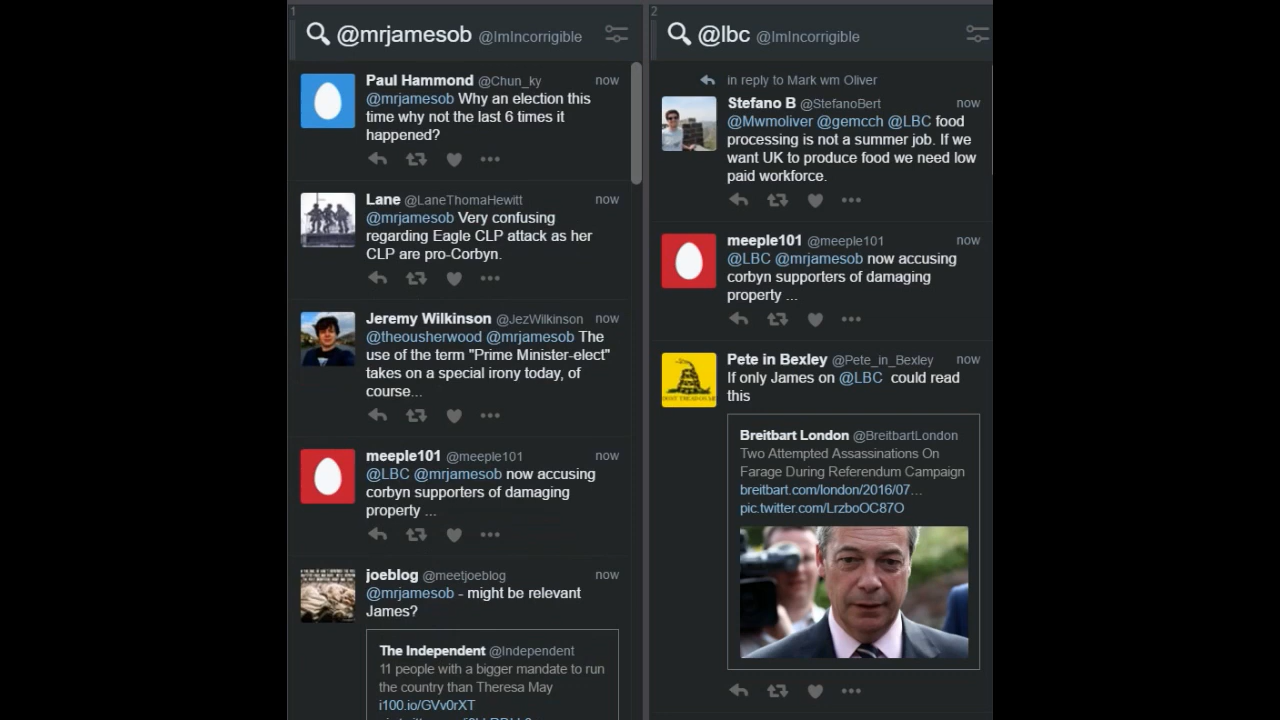 1
@mrjamesob @ImIncorrigible
Paul Hammond @Chun_ky now
@mrjamesob Why an election this
time why not the last 6 times it
happened?
Lane @LaneThomaHewitt now
@mrjamesob Very confusing
regarding Eagle CLP attack as her
CLP are pro-Corbyn.
Jeremy Wilkinson @JezWilkinson now
@theousherwood @mrjamesob The
use of the term "Prime Minister-elect"
takes on a special irony today, of
course...
meeple101 @meeple101 now
@LBC @mrjamesob now accusing
corbyn supporters of damaging
property ...
joeblog @meetjoeblog now
@mrjamesob - might be relevant
James?
The Independent @Independent
11 people with a bigger mandate to run
the country than Theresa May
i100.io/GVv0rXT
2
@lbc @ImIncorrigible
in reply to Mark wm Oliver
Stefano B @StefanoBert now
@Mwmoliver @gemcch @LBC food
processing is not a summer job. If we
want UK to produce food we need low
paid workforce.
meeple101 @meeple101 now
@LBC @mrjamesob now accusing
corbyn supporters of damaging
property ...
Pete in Bexley @Pete_in_Bexley now
If only James on @LBC could read
this
Breitbart London @BreitbartLondon
Two Attempted Assassinations On
Farage During Referendum Campaign
breitbart.com/london/2016/07…
pic.twitter.com/LrzboOC87O